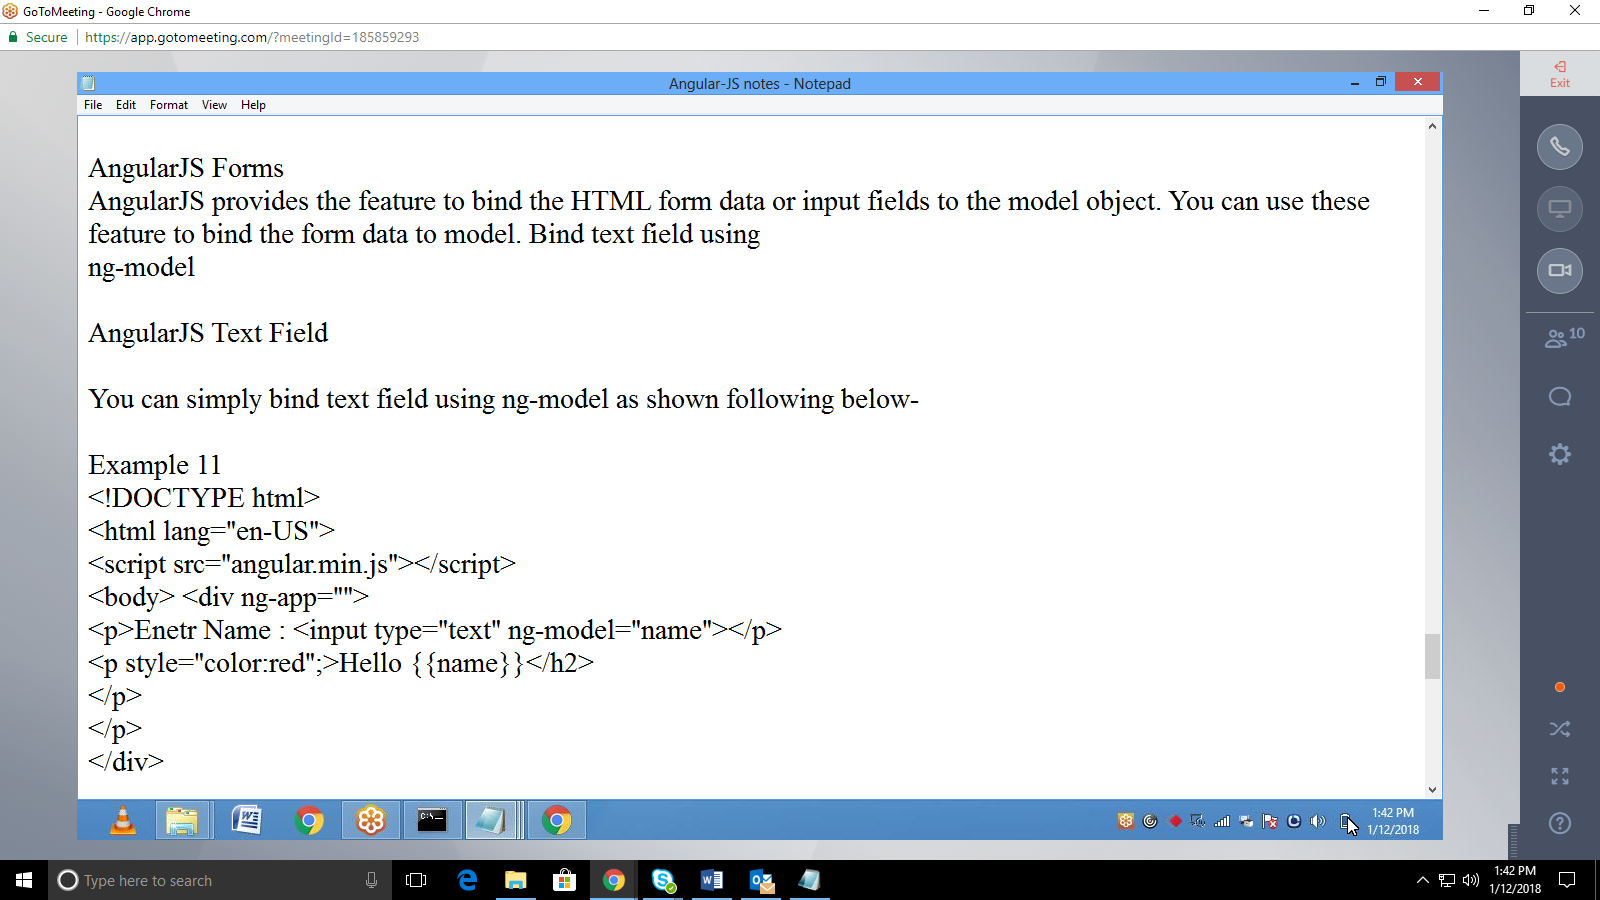 GoToMeeting - Google Chrome
Secure https://app.gotomeeting.com/?meetingId=185859293
Angular-JS notes - Notepad
Exit
File Edit Format View Help
AngularJS Forms
AngularJS provides the feature to bind the HTML form data or input fields to the model object. You can use these
feature to bind the form data to model. Bind text field using
ng-model
10
AngularJS Text Field
You can simply bind text field using ng-model as shown following below-
Example 11
<!DOCTYPE html>
<html lang="en-US">
<script src="angular.min.js"></script>
<body> <div ng-app="">
<p>Enetr Name : <input type="text" ng-model="name"></p>
<p style="color:red";>Hello {{name}}</h2>
</p>
</p>
</div>
1:42 PM
1/12/2018
Type here to search
1:42 PM
1/12/2018